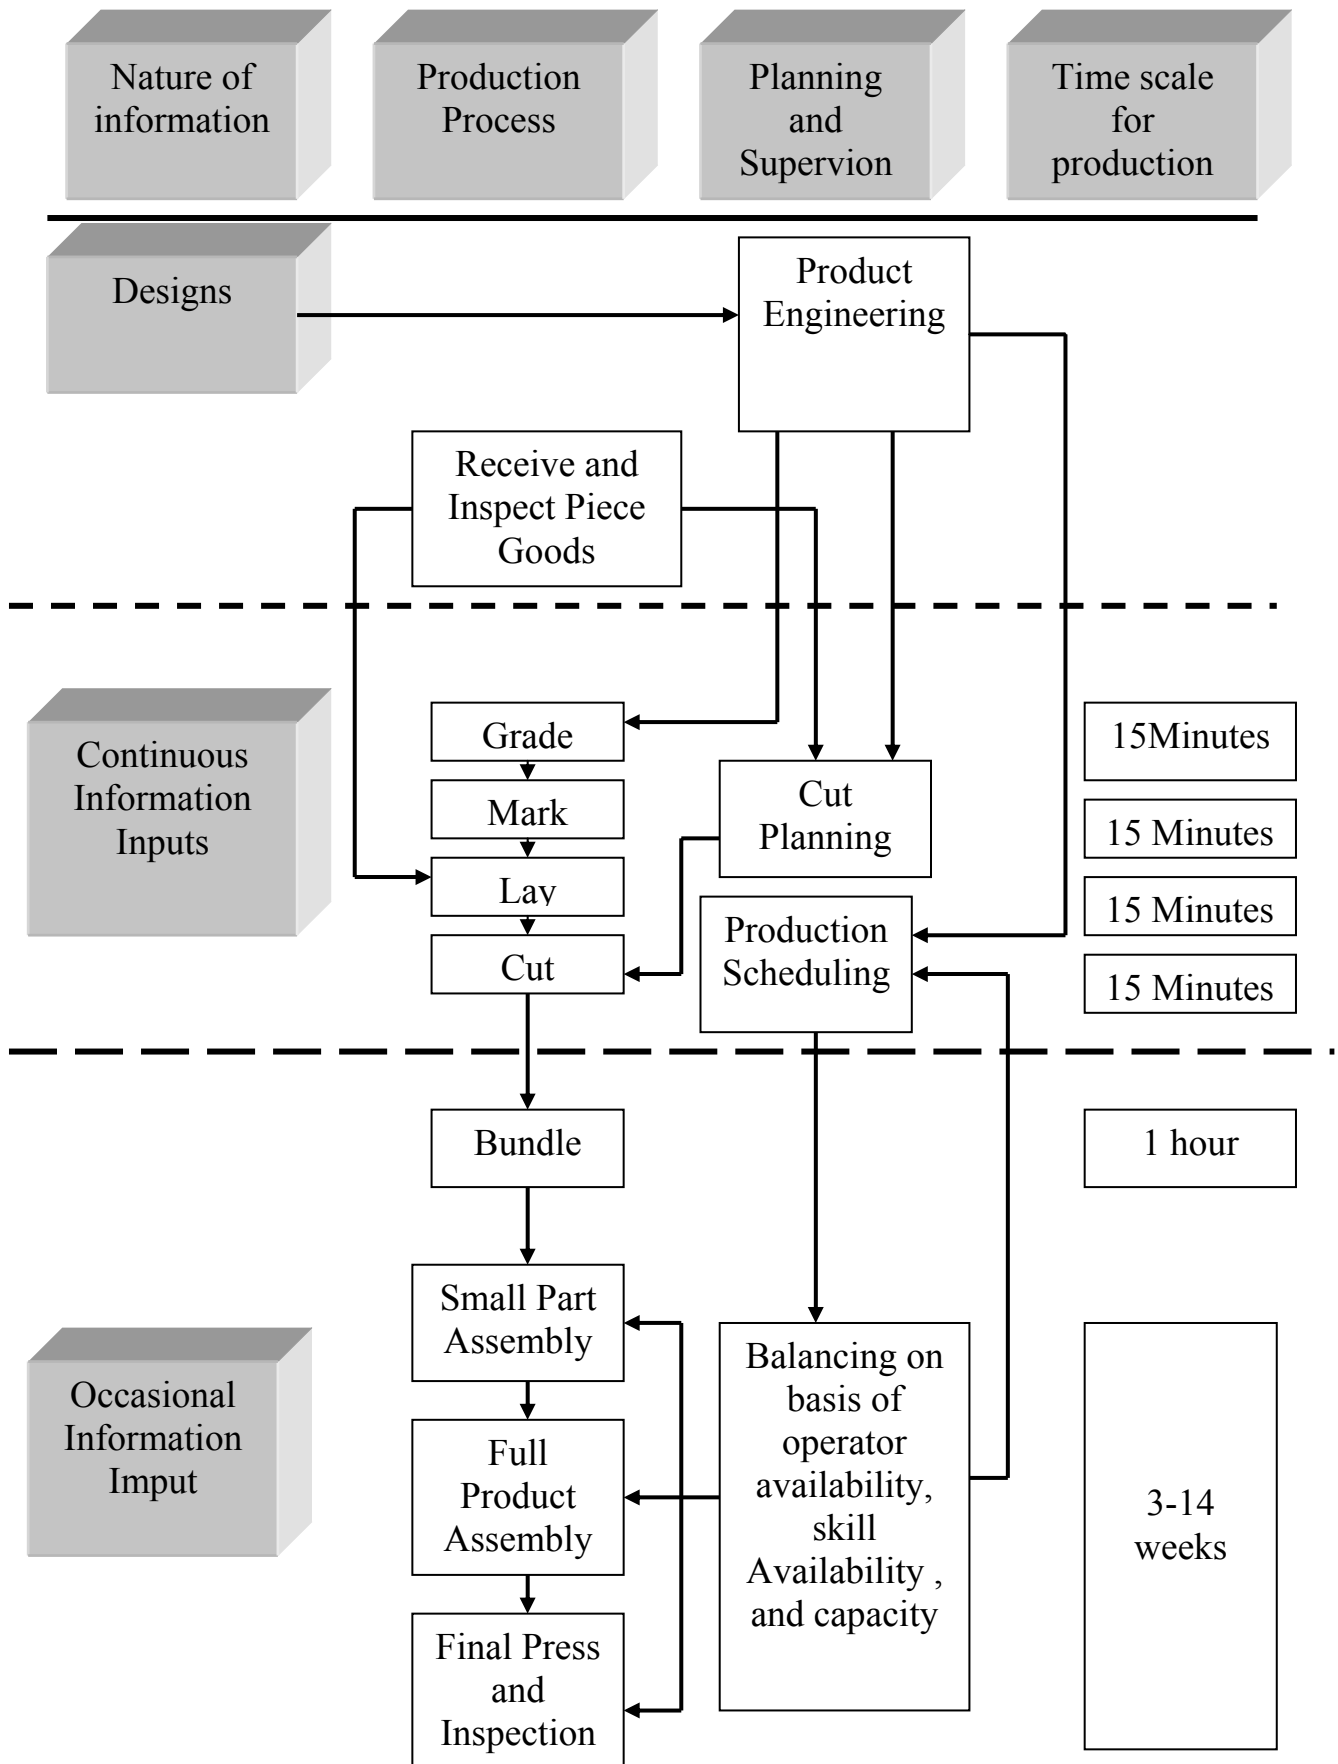 Nature of
information
Production
Process
Planning
and
Supervion
Time scale
for
production
Designs
Product
Engineering
Receive and
Inspect Piece
Goods
Continuous
Information
Inputs
Grade
Mark
Lay
Cut
Cut
Planning
Production
Scheduling
15Minutes
15 Minutes
15 Minutes
15 Minutes
Bundle
1 hour
Occasional
Information
Imput
Small Part
Assembly
Full
Product
Assembly
Final Press
and
Inspection
Balancing on
basis of
operator
availability,
skill
Availability ,
and capacity
3-14
weeks